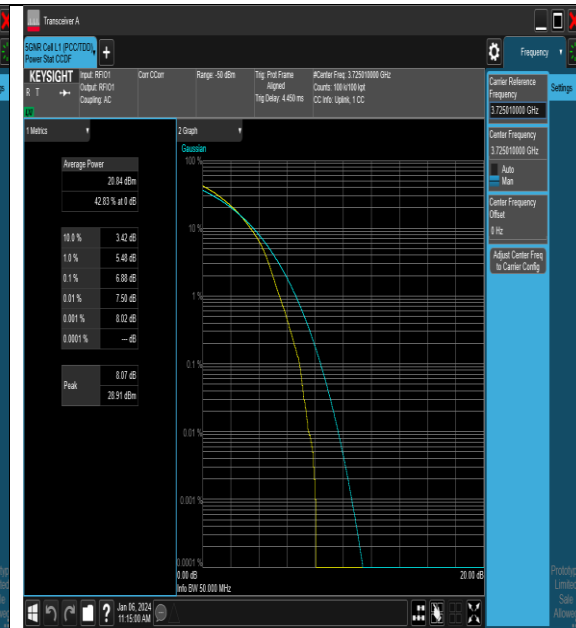 Transceiver A
5GNR Cell L1 (PCC/TDD),
Power Stat CCDF
+
Frequency
KEYSIGHT
R T
LV
Input: RFIO1
Output: RFIO1
Coupling: AC
Corr CCorr
Range: -50 dBm
Trig: Prot Frame
Aligned
Trig Delay: 4.450 ms
#Center Freq: 3.725010000 GHz
Counts: 100 k/100 kpt
CC Info: Uplink, 1 CC
Carrier Reference
Frequency
3.725010000 GHz
Settings
Center Frequency
3.725010000 GHz
Auto
Man
Center Frequency
Offset
0 Hz
Adjust Center Freq
to Carrier Config
1 Metrics
Average Power
20.84 dBm
42.83 % at 0 dB
10.0 % 3.42 dB
1.0 % 5.48 dB
0.1 % 6.88 dB
0.01 % 7.50 dB
0.001 % 8.02 dB
0.0001 % --- dB
Peak 8.07 dB
28.91 dBm
2 Graph
Gaussian
100 %
10 %
1 %
0.1 %
0.01 %
0.001 %
0.0001 %
0.00 dB
20.00 dB
Info BW 50.000 MHz
?
Jan 06, 2024
11:15:00 AM
Prototyp
Limited
Sale
Allowe